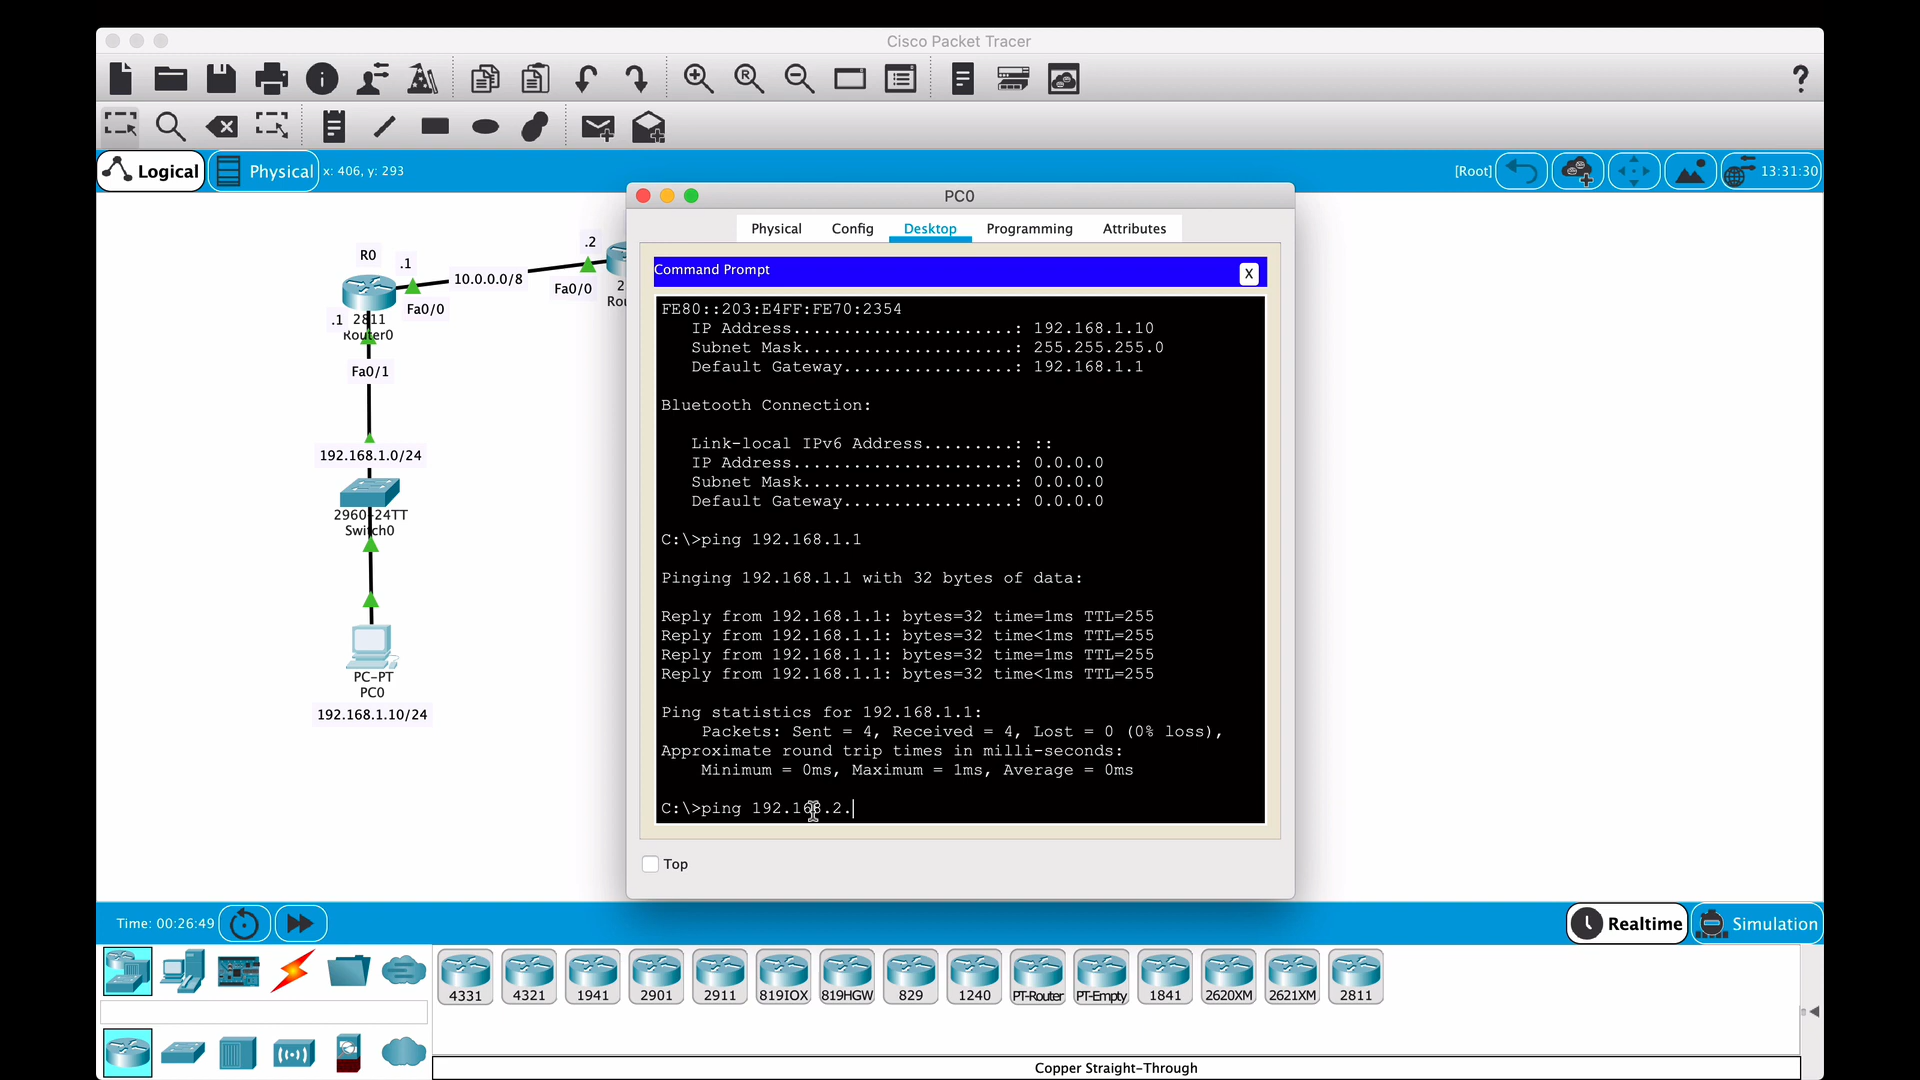 Cisco Packet Tracer
Logical
Physical
x: 406, y: 293
[Root]
13:31:30
PC0
Physical
Config
Desktop
Programming
Attributes
Command Prompt
X
FE80::203:E4FF:FE70:2354
IP Address......................: 192.168.1.10
Subnet Mask.....................: 255.255.255.0
Default Gateway.................: 192.168.1.1
Bluetooth Connection:
Link-local IPv6 Address.........: ::
IP Address......................: 0.0.0.0
Subnet Mask.....................: 0.0.0.0
Default Gateway.................: 0.0.0.0
C:\>ping 192.168.1.1
Pinging 192.168.1.1 with 32 bytes of data:
Reply from 192.168.1.1: bytes=32 time=1ms TTL=255
Reply from 192.168.1.1: bytes=32 time<1ms TTL=255
Reply from 192.168.1.1: bytes=32 time=1ms TTL=255
Reply from 192.168.1.1: bytes=32 time<1ms TTL=255
Ping statistics for 192.168.1.1:
Packets: Sent = 4, Received = 4, Lost = 0 (0% loss),
Approximate round trip times in milli-seconds:
Minimum = 0ms, Maximum = 1ms, Average = 0ms
C:\>ping 192.168.2.
Top
R0
.1
10.0.0.0/8
.2
Fa0/0
Fa0/0
.1
2811
Router0
Fa0/1
192.168.1.0/24
2960-24TT
Switch0
PC-PT
PC0
192.168.1.10/24
Time: 00:26:49
Realtime
Simulation
4331
4321
1941
2901
2911
819IOX
819HGW
829
1240
PT-Router
PT-Empty
1841
2620XM
2621XM
2811
Copper Straight-Through